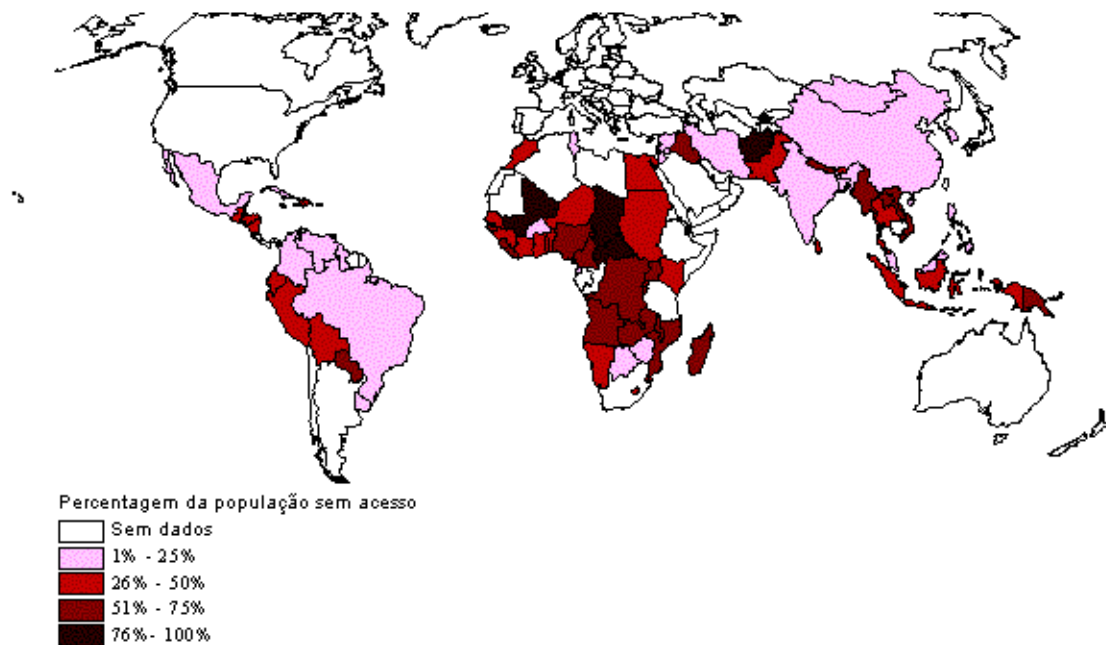 Percentagem da população sem acesso
Sem dados
1% - 25%
26% - 50%
51% - 75%
76%- 100%